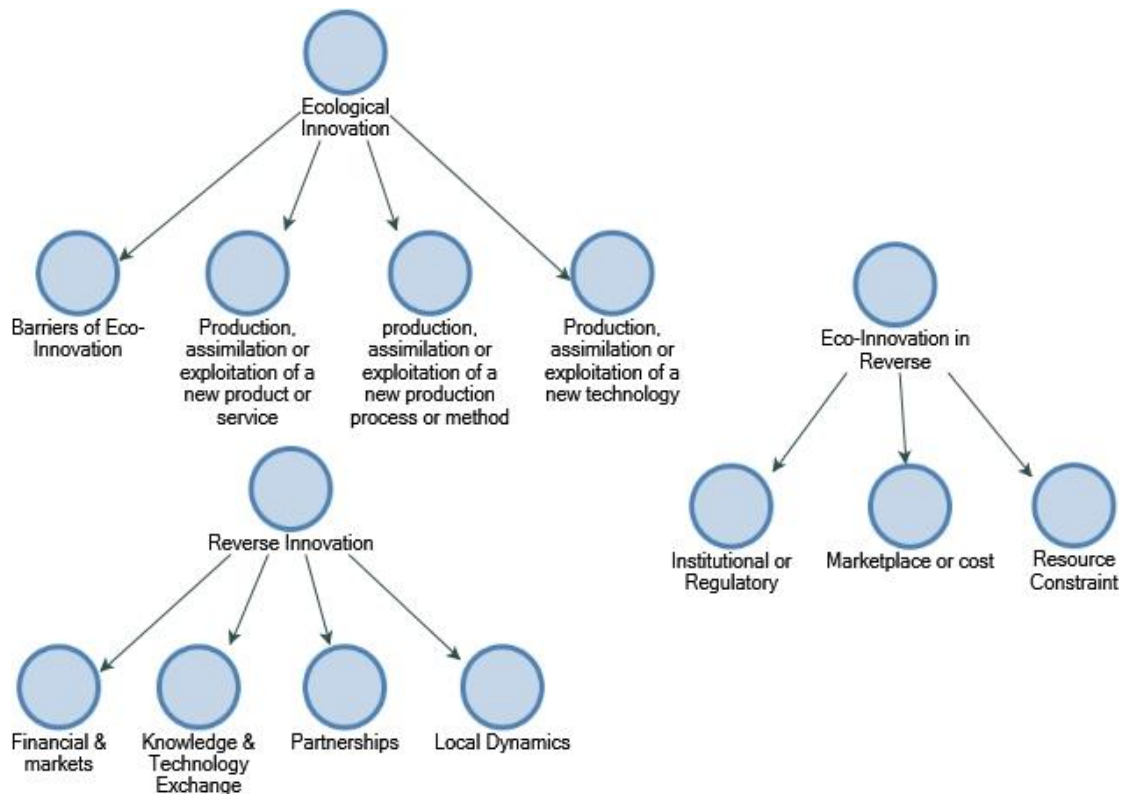 Ecological
Innovation
Barriers of Eco-
Innovation
Production,
assimilation or
exploitation of a
new product or
service
production,
assimilation or
exploitation of a
new production
process or method
Production,
assimilation or
exploitation of a
new technology
Eco-Innovation in
Reverse
Institutional or
Regulatory
Marketplace or cost
Resource
Constraint
Reverse Innovation
Financial &
markets
Knowledge &
Technology
Exchange
Partnerships
Local Dynamics